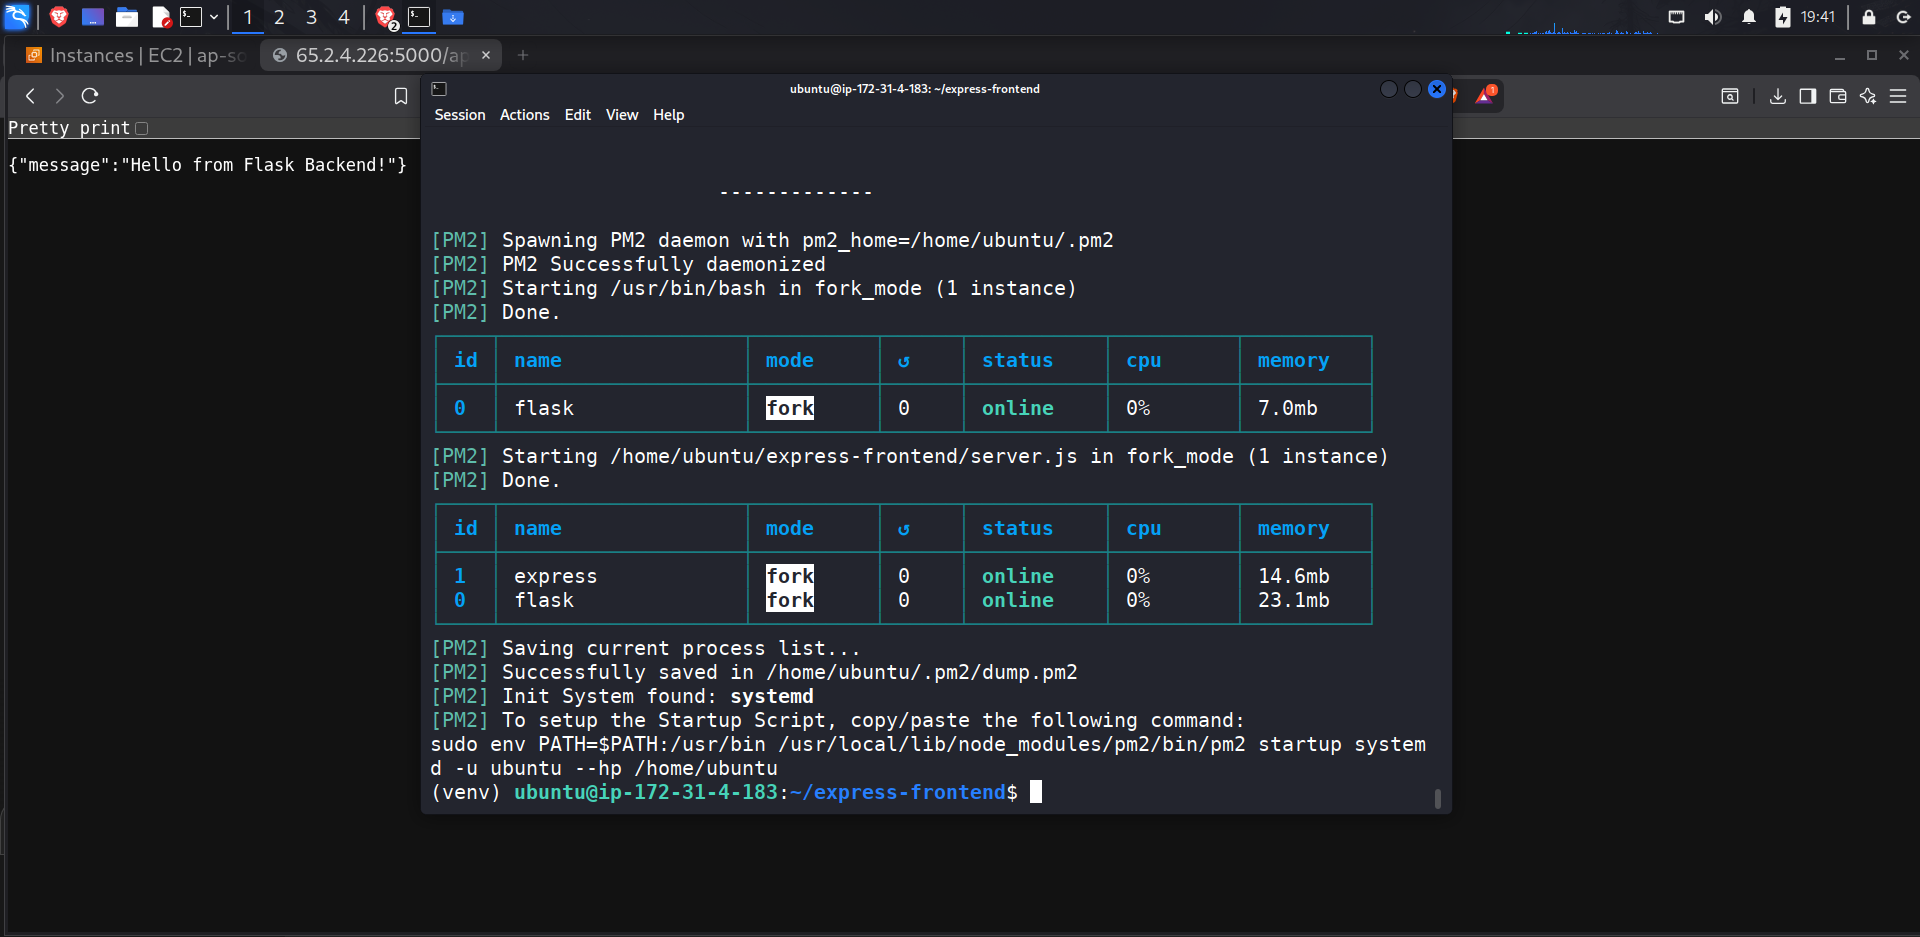 1 2 3 4 2 19:41
Instances | EC2 | ap-so
65.2.4.226:5000/ap
ubuntu@ip-172-31-4-183: ~/express-frontend
1
Session Actions Edit View Help
Pretty print
{"message":"Hello from Flask Backend!"}
-------------
[PM2] Spawning PM2 daemon with pm2_home=/home/ubuntu/.pm2
[PM2] PM2 Successfully daemonized
[PM2] Starting /usr/bin/bash in fork_mode (1 instance)
[PM2] Done.
id name mode ↺ status cpu memory
0 flask fork 0 online 0% 7.0mb
[PM2] Starting /home/ubuntu/express-frontend/server.js in fork_mode (1 instance)
[PM2] Done.
id name mode ↺ status cpu memory
1 express fork 0 online 0% 14.6mb
0 flask fork 0 online 0% 23.1mb
[PM2] Saving current process list...
[PM2] Successfully saved in /home/ubuntu/.pm2/dump.pm2
[PM2] Init System found: systemd
[PM2] To setup the Startup Script, copy/paste the following command:
sudo env PATH=$PATH:/usr/bin /usr/local/lib/node_modules/pm2/bin/pm2 startup system
d -u ubuntu --hp /home/ubuntu
(venv) ubuntu@ip-172-31-4-183:~/express-frontend$